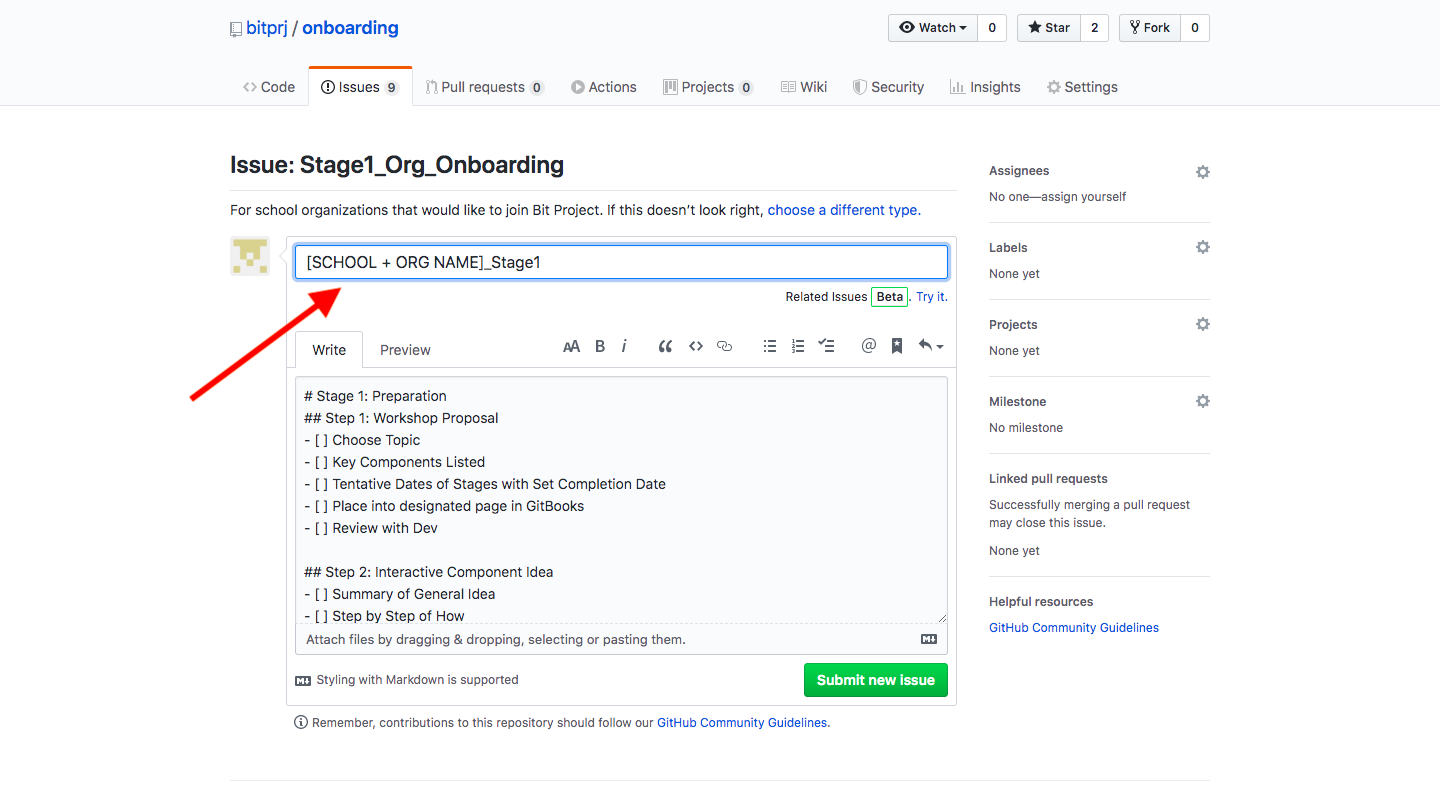 bitprj / onboarding
Watch 0 Star 2 Fork 0
Code Issues 9 Pull requests 0 Actions Projects 0 Wiki Security Insights Settings
Issue: Stage1_Org_Onboarding
For school organizations that would like to join Bit Project. If this doesn’t look right, choose a different type.
[SCHOOL + ORG NAME]_Stage1
Related Issues Beta. Try it.
Write Preview
AA B i “ <> @
# Stage 1: Preparation
## Step 1: Workshop Proposal
- [ ] Choose Topic
- [ ] Key Components Listed
- [ ] Tentative Dates of Stages with Set Completion Date
- [ ] Place into designated page in GitBooks
- [ ] Review with Dev
## Step 2: Interactive Component Idea
- [ ] Summary of General Idea
- [ ] Step by Step of How
Attach files by dragging & dropping, selecting or pasting them.
Styling with Markdown is supported
Submit new issue
Remember, contributions to this repository should follow our GitHub Community Guidelines.
Assignees
No one—assign yourself
Labels
None yet
Projects
None yet
Milestone
No milestone
Linked pull requests
Successfully merging a pull request
may close this issue.
None yet
Helpful resources
GitHub Community Guidelines